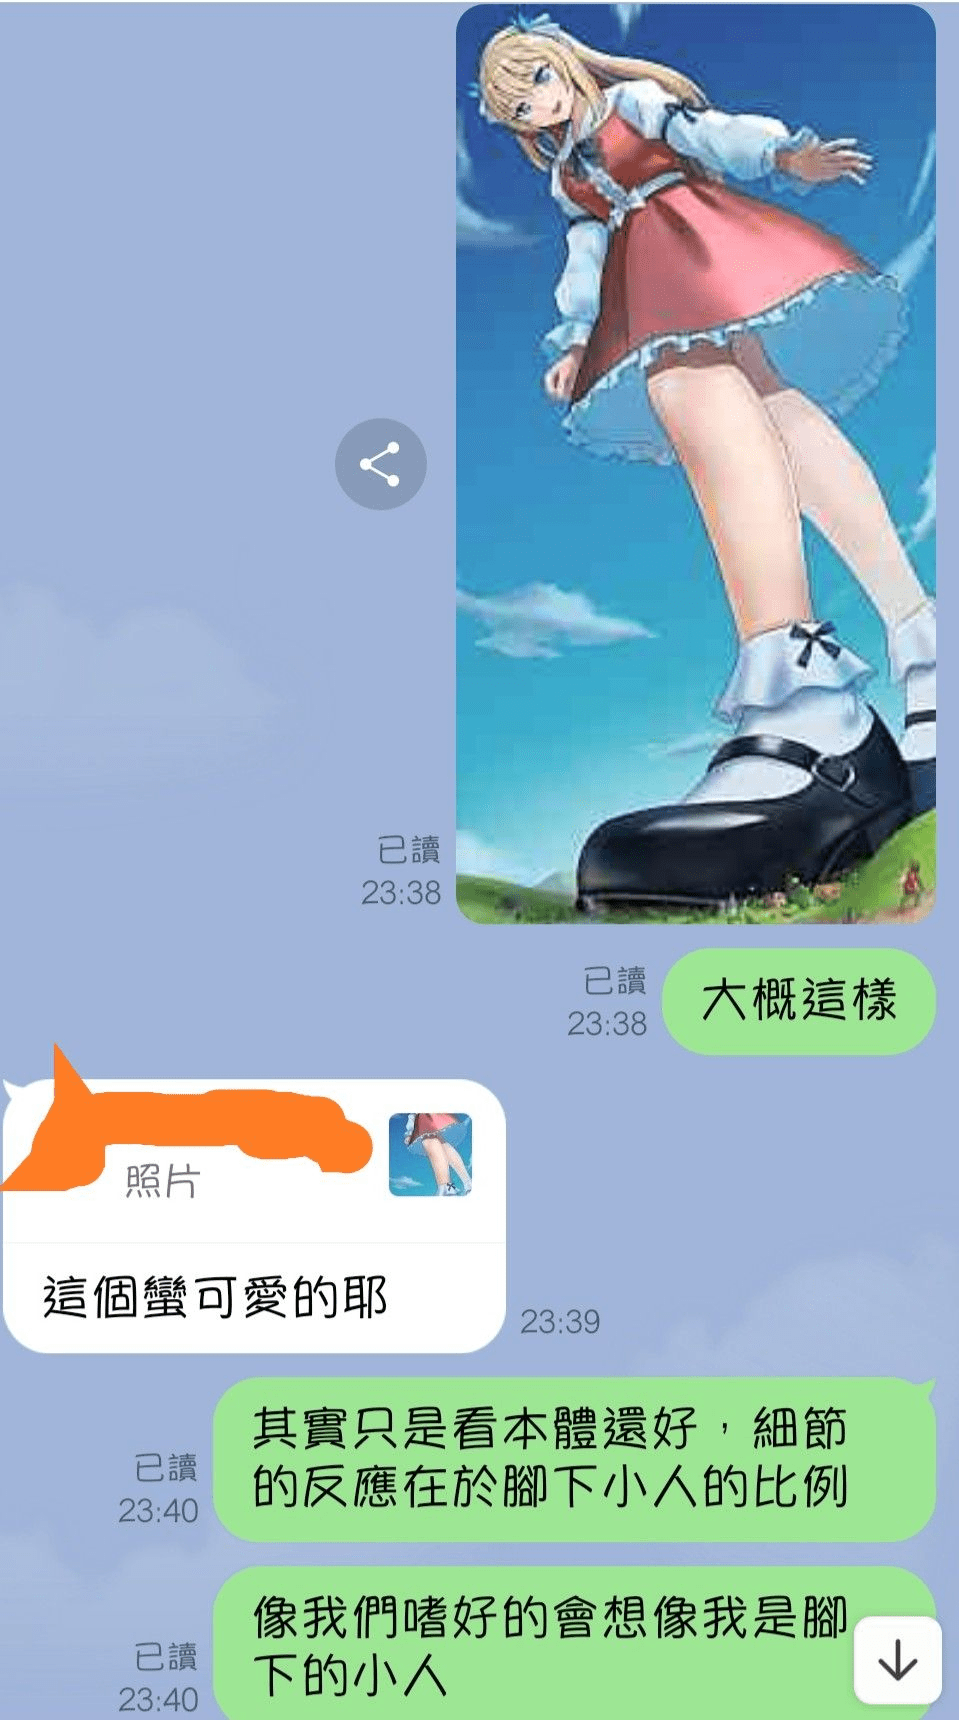 已讀
23:38
已讀
23:38
大概這樣
照片
這個蠻可愛的耶
23:39
其實只是看本體還好，細節
的反應在於腳下小人的比例
已讀
23:40
像我們嗜好的會想像我是腳
下的小人
已讀
23:40